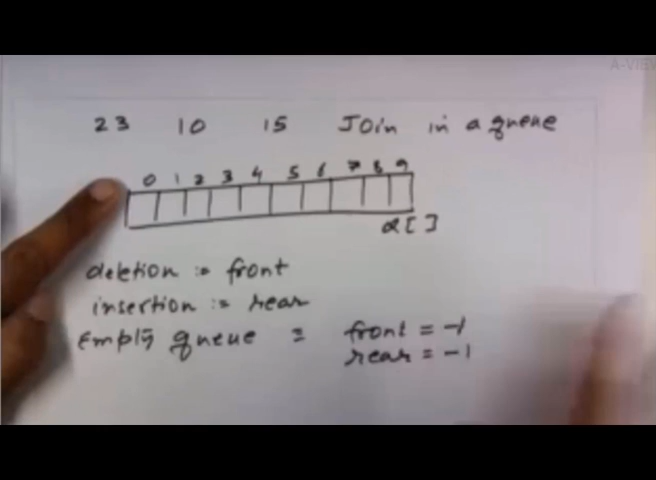 A-VIEW
23 10 15 Join in a queue
0 1 2 3 4 5 6 7 8 9
Q[]
deletion := front
insertion := rear
Empty queue = front = -1
rear = -1